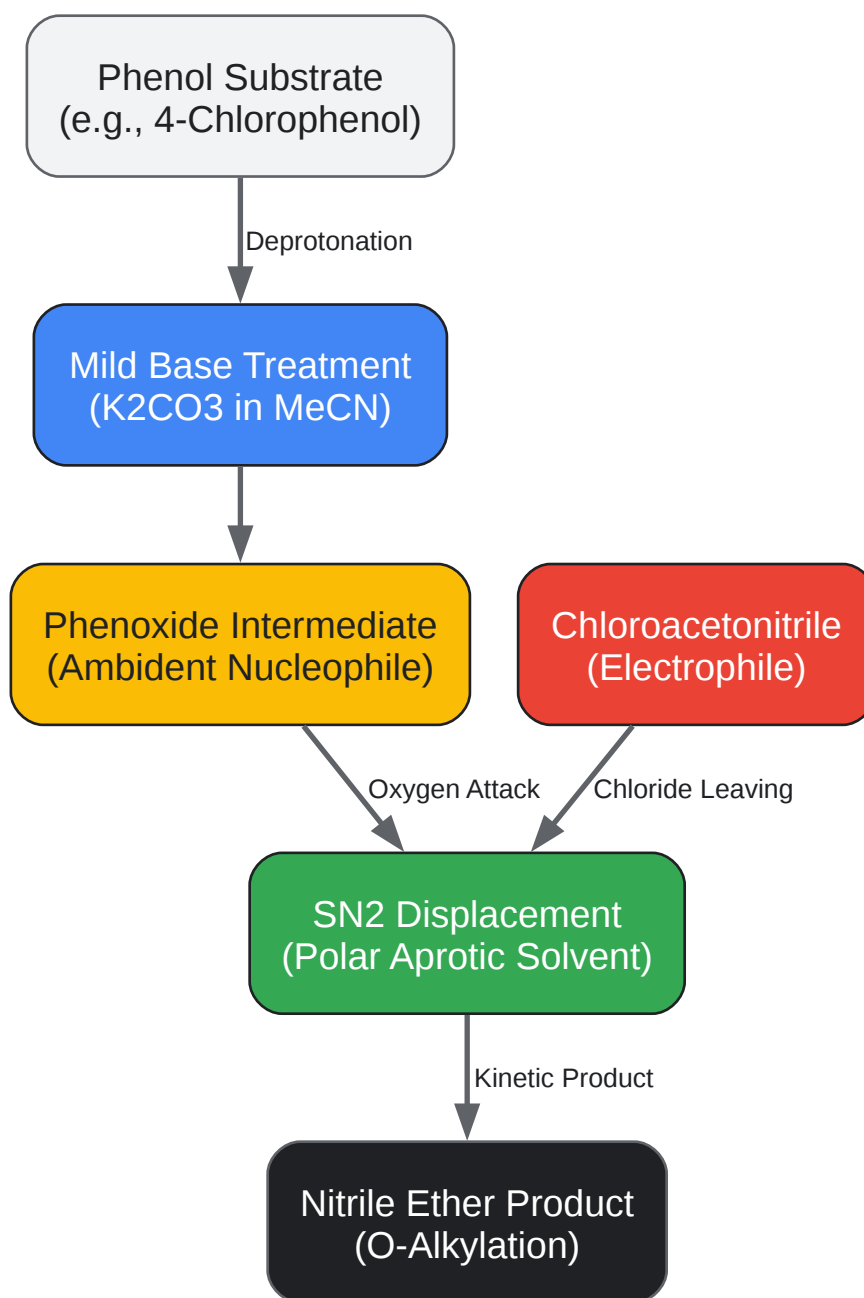 Phenol Substrate
(e.g., 4-Chlorophenol)
Deprotonation
Mild Base Treatment
(K2CO3 in MeCN)
Phenoxide Intermediate
(Ambident Nucleophile)
Chloroacetonitrile
(Electrophile)
Oxygen Attack
Chloride Leaving
SN2 Displacement
(Polar Aprotic Solvent)
Kinetic Product
Nitrile Ether Product
(O-Alkylation)